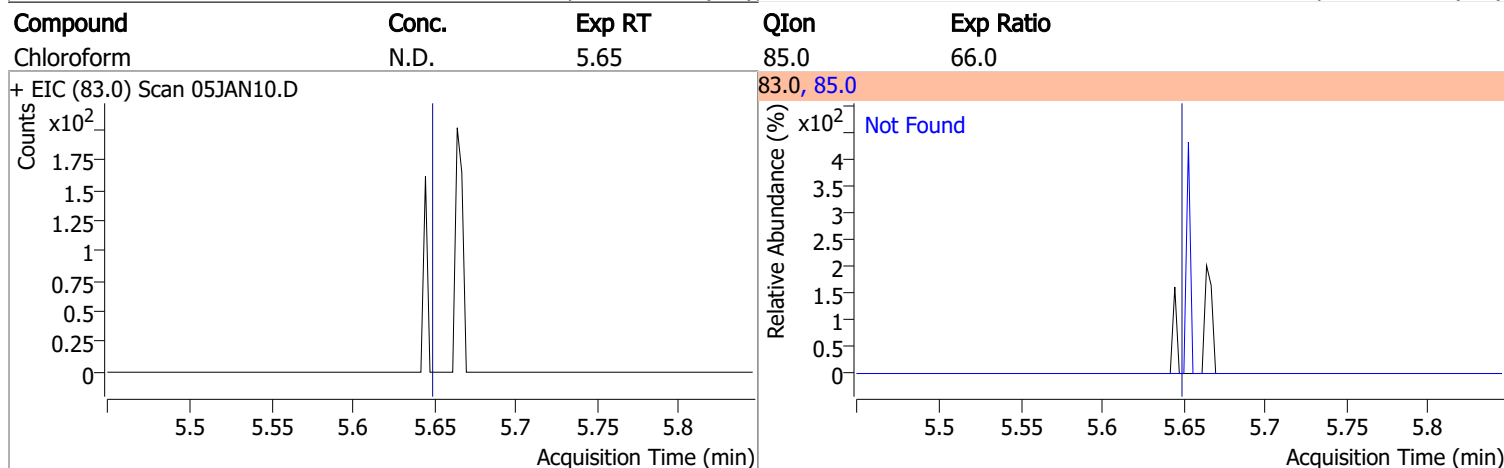 Compound Conc. Exp RT QIon Exp Ratio
Chloroform N.D. 5.65 85.0 66.0
+ EIC (83.0) Scan 05JAN10.D
Counts
x10²
1.75
1.5
1.25
1
0.75
0.5
0.25
0
5.5 5.55 5.6 5.65 5.7 5.75 5.8
Acquisition Time (min)
83.0, 85.0
Relative Abundance (%)
x10²
Not Found
4
3.5
3
2.5
2
1.5
1
0.5
0
5.5 5.55 5.6 5.65 5.7 5.75 5.8
Acquisition Time (min)